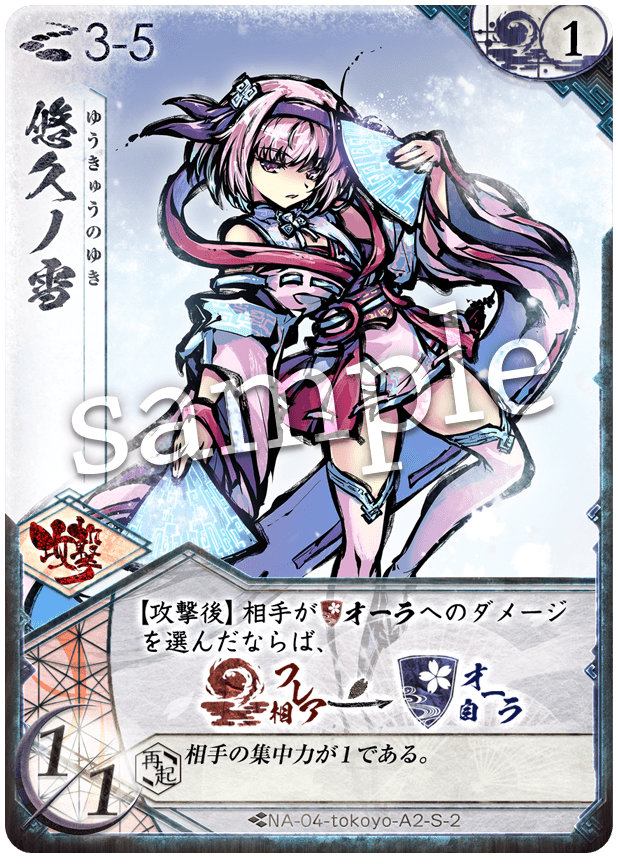 3-5
1
悠久ノ雪
ゆうきゅうのゆき
sample
攻撃
【攻撃後】相手がオーラへのダメージ
を選んだならば、
相フレア
自オーラ
1/1
再起
相手の集中力が1である。
NA-04-tokoyo-A2-S-2